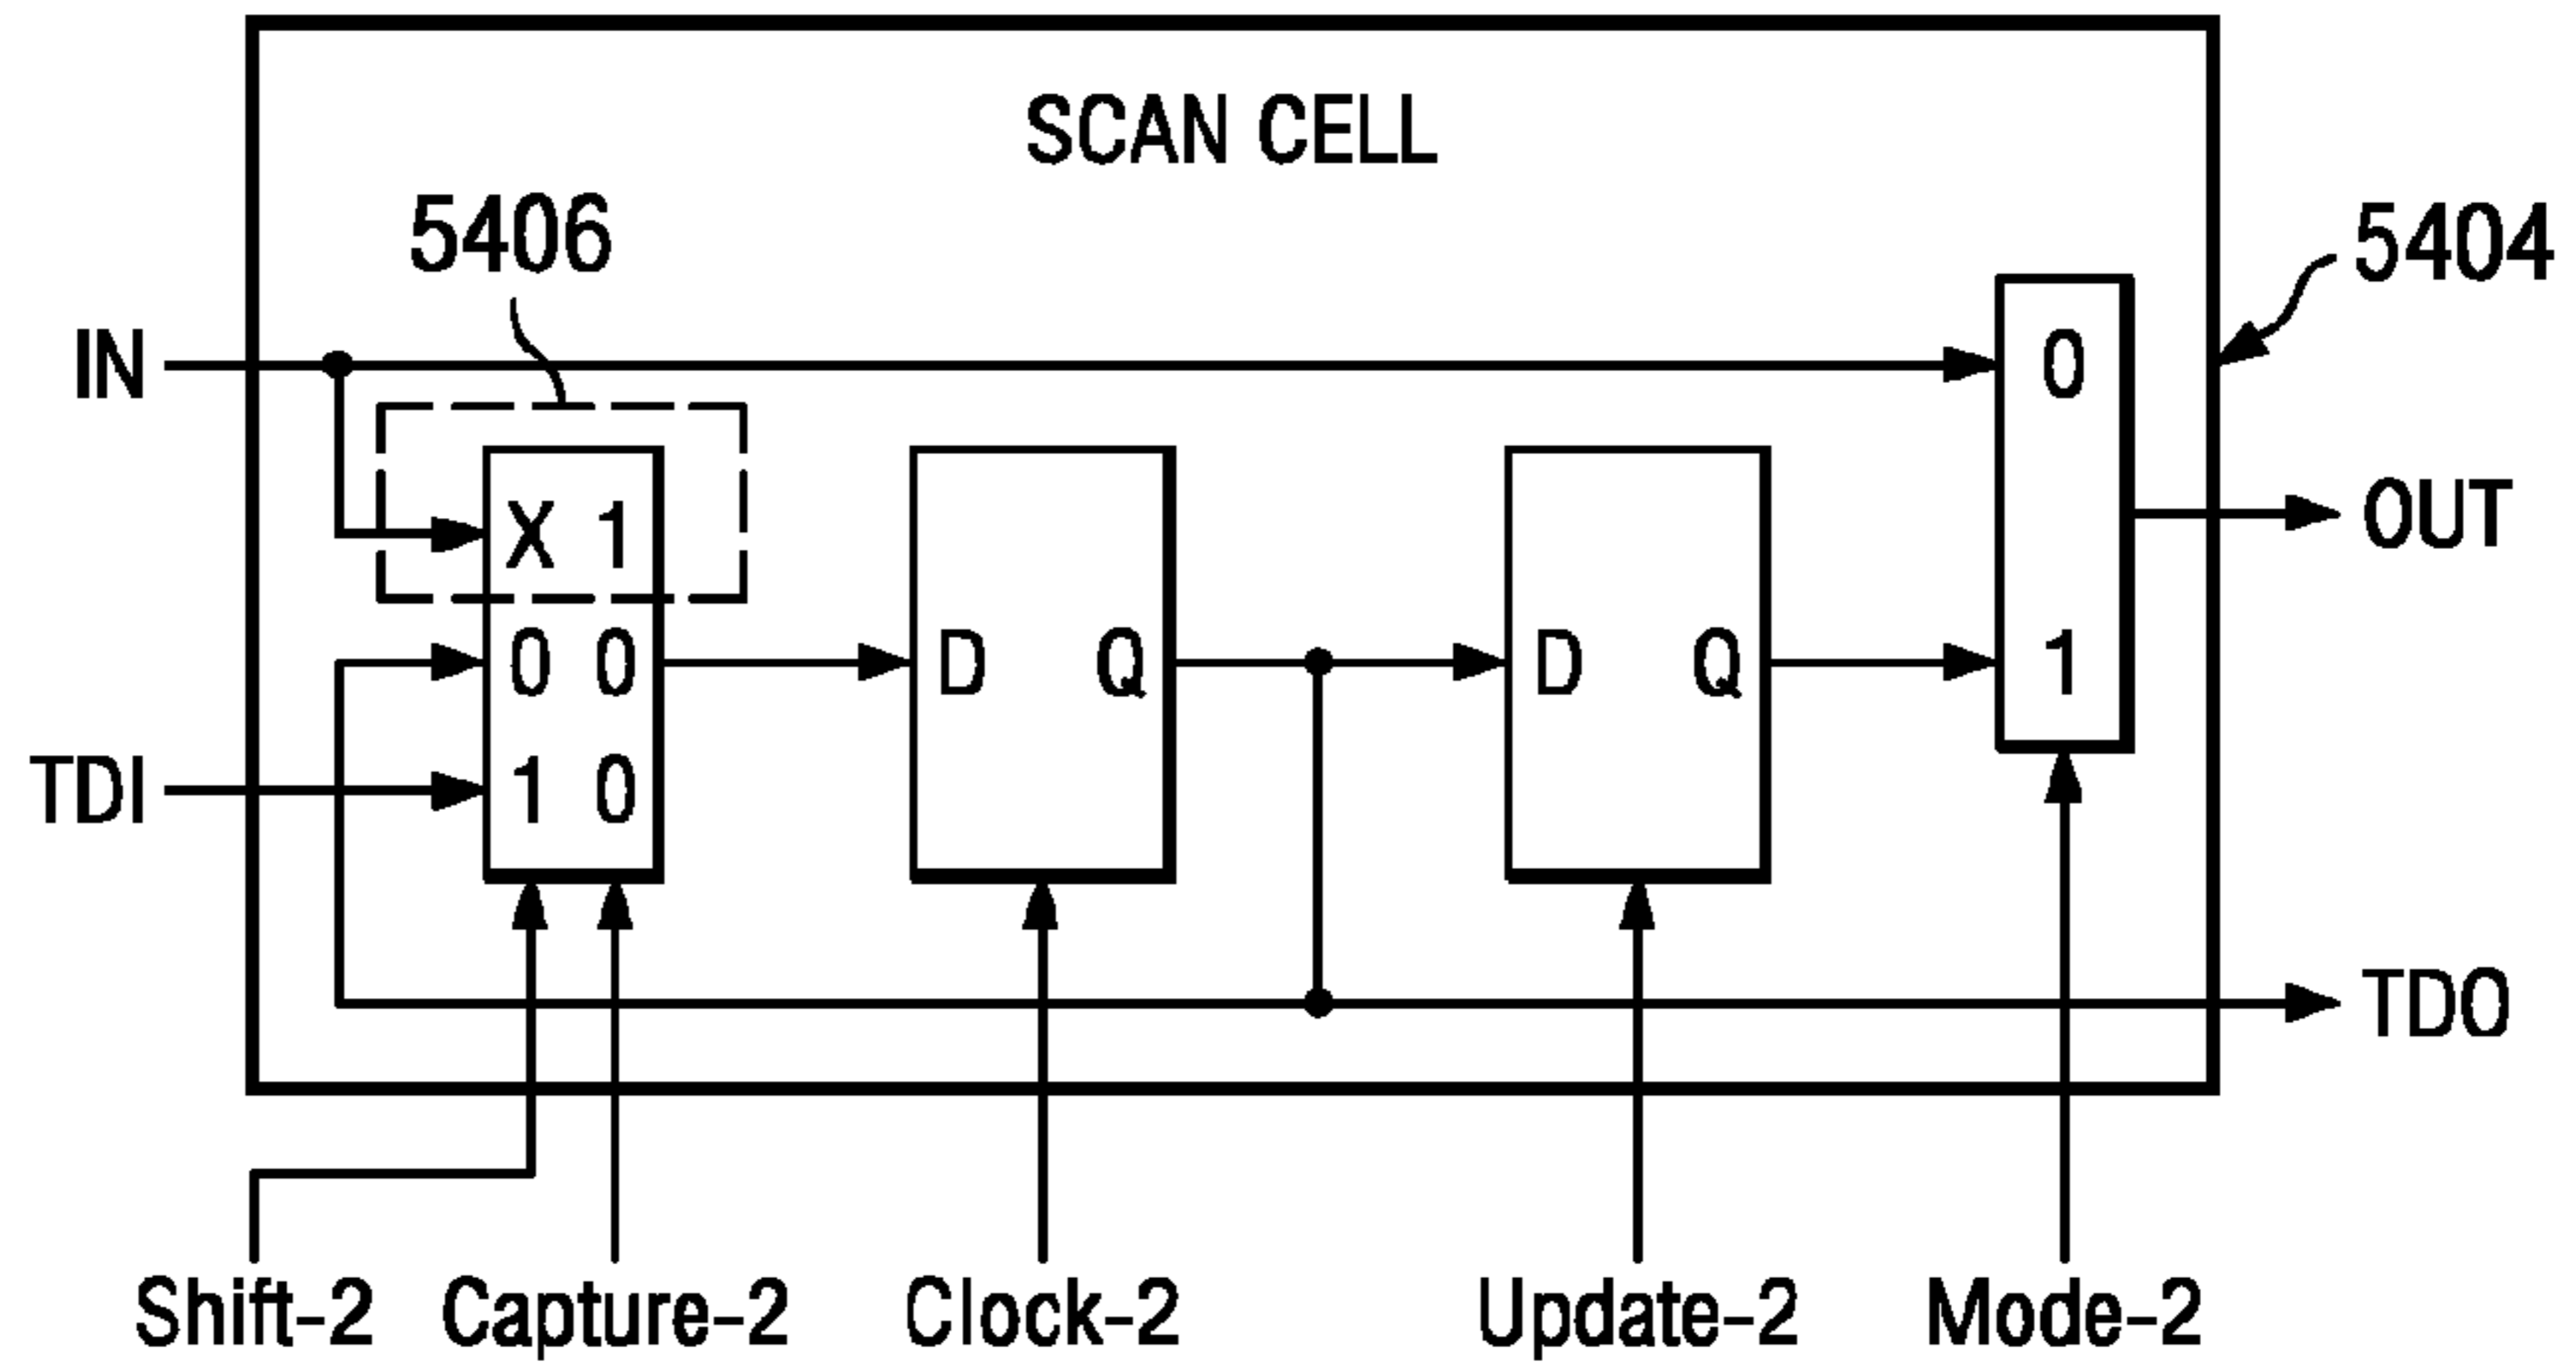 SCAN CELL
5406
5404
IN
0
X 1
OUT
0 0
D Q
D Q
1
TDI
1 0
TDO
Shift-2
Capture-2
Clock-2
Update-2
Mode-2